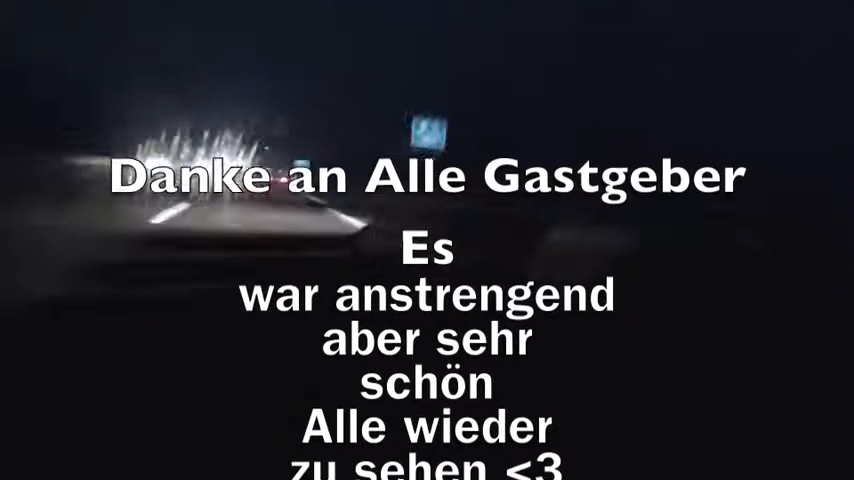 Danke an Alle Gastgeber
Es
war anstrengend
aber sehr
schön
Alle wieder
zu sehen <3